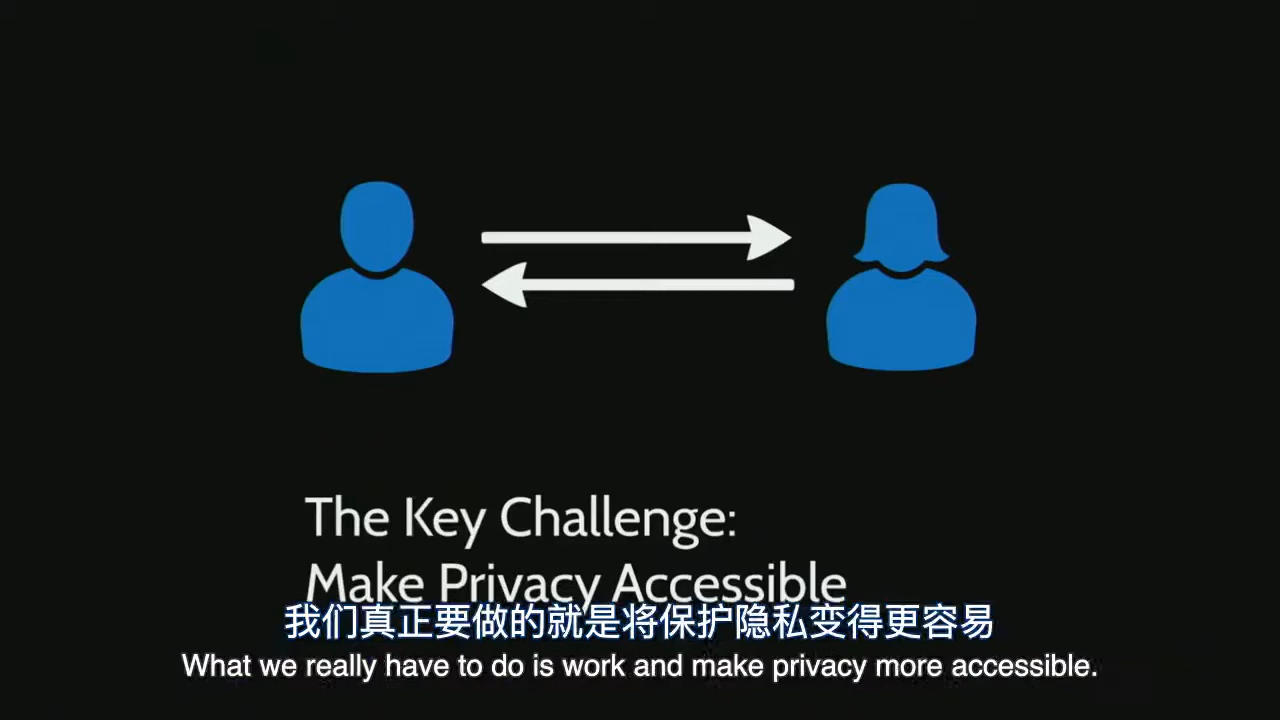 The Key Challenge:
Make Privacy Accessible
我们真正要做的就是将保护隐私变得更容易
What we really have to do is work and make privacy more accessible.